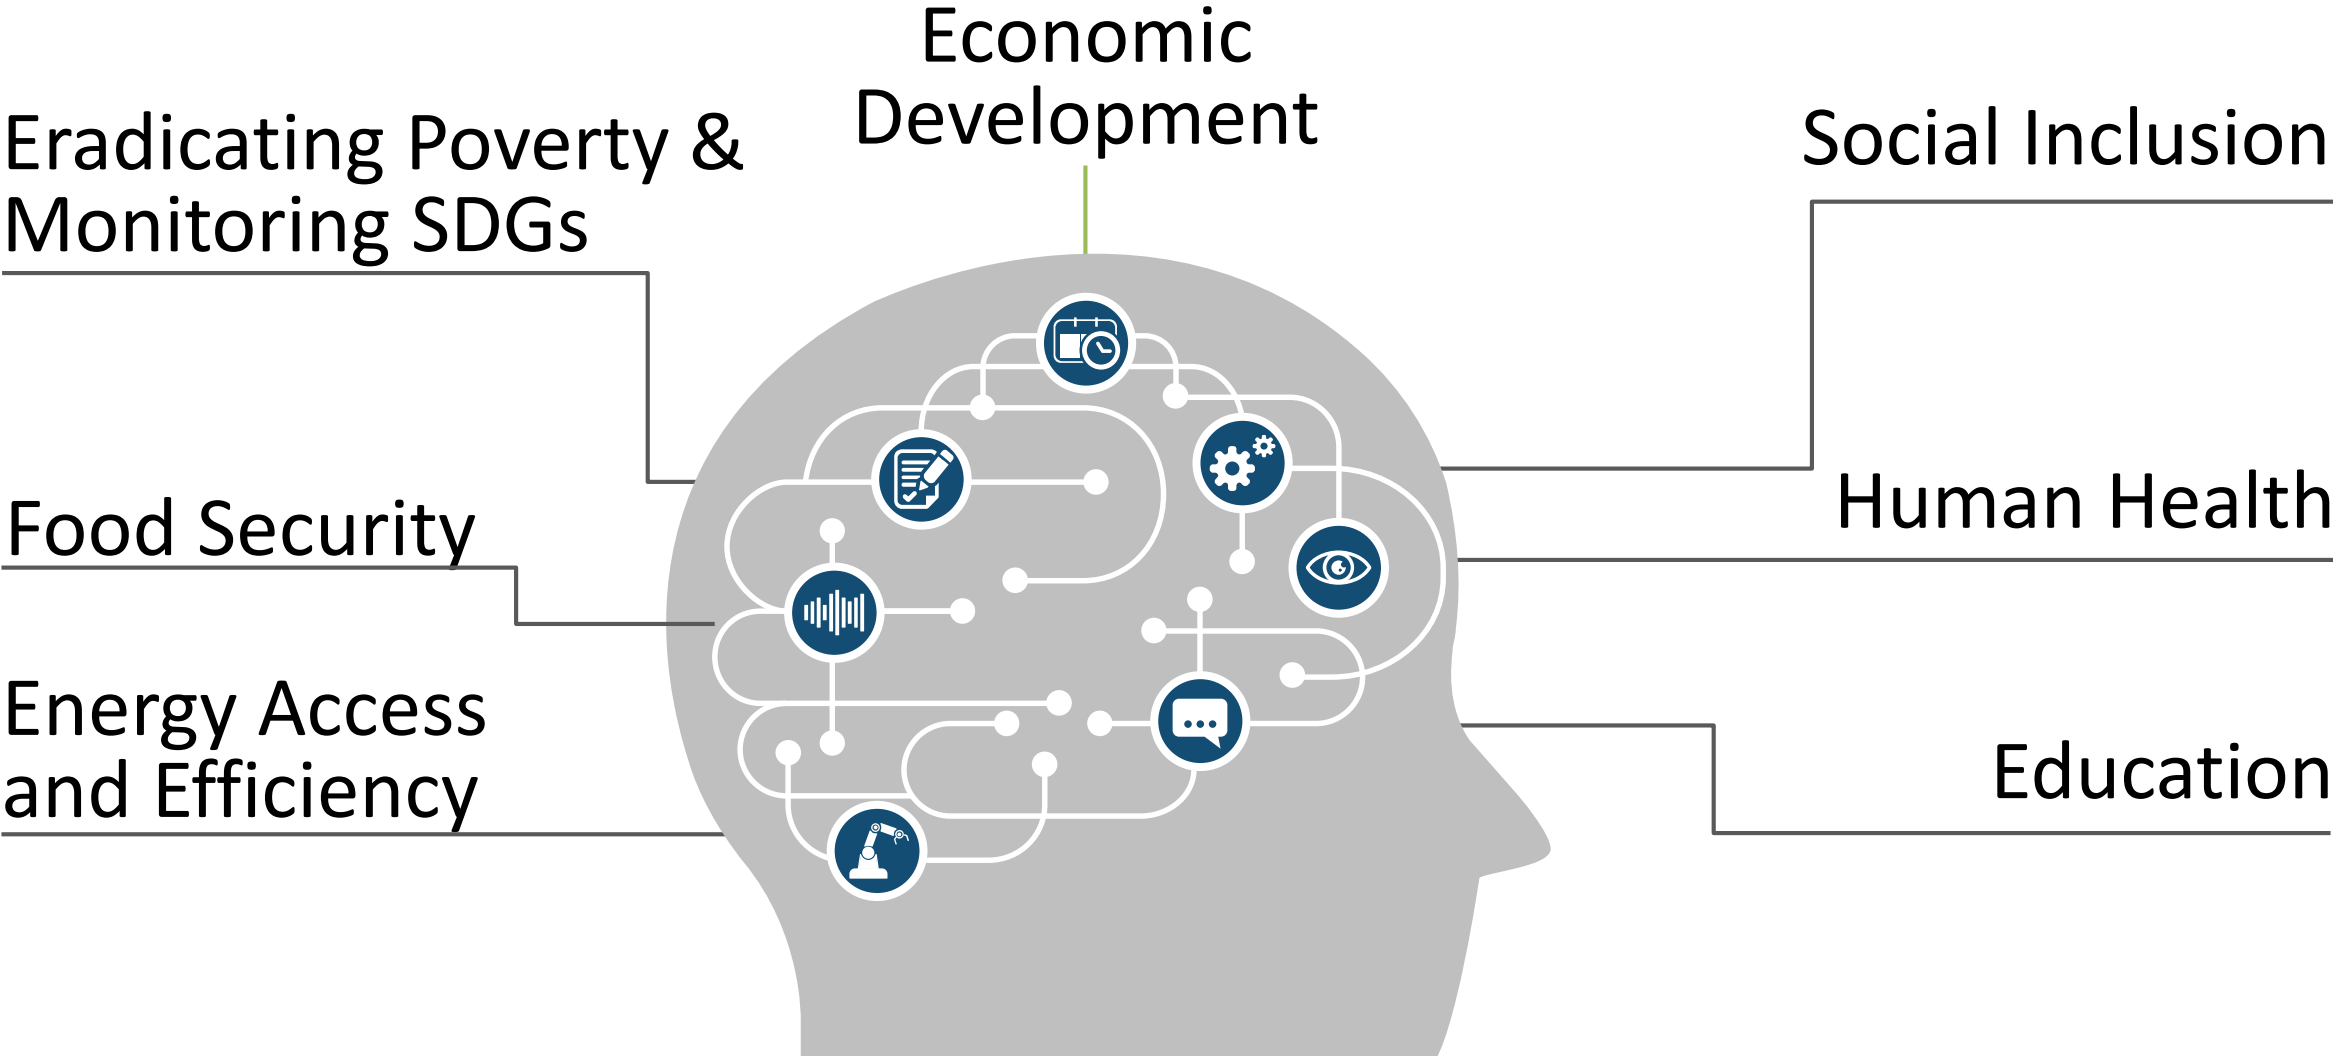 Economic
Development
Eradicating Poverty &
Monitoring SDGs
Social Inclusion
Food Security
Human Health
Energy Access
and Efficiency
Education